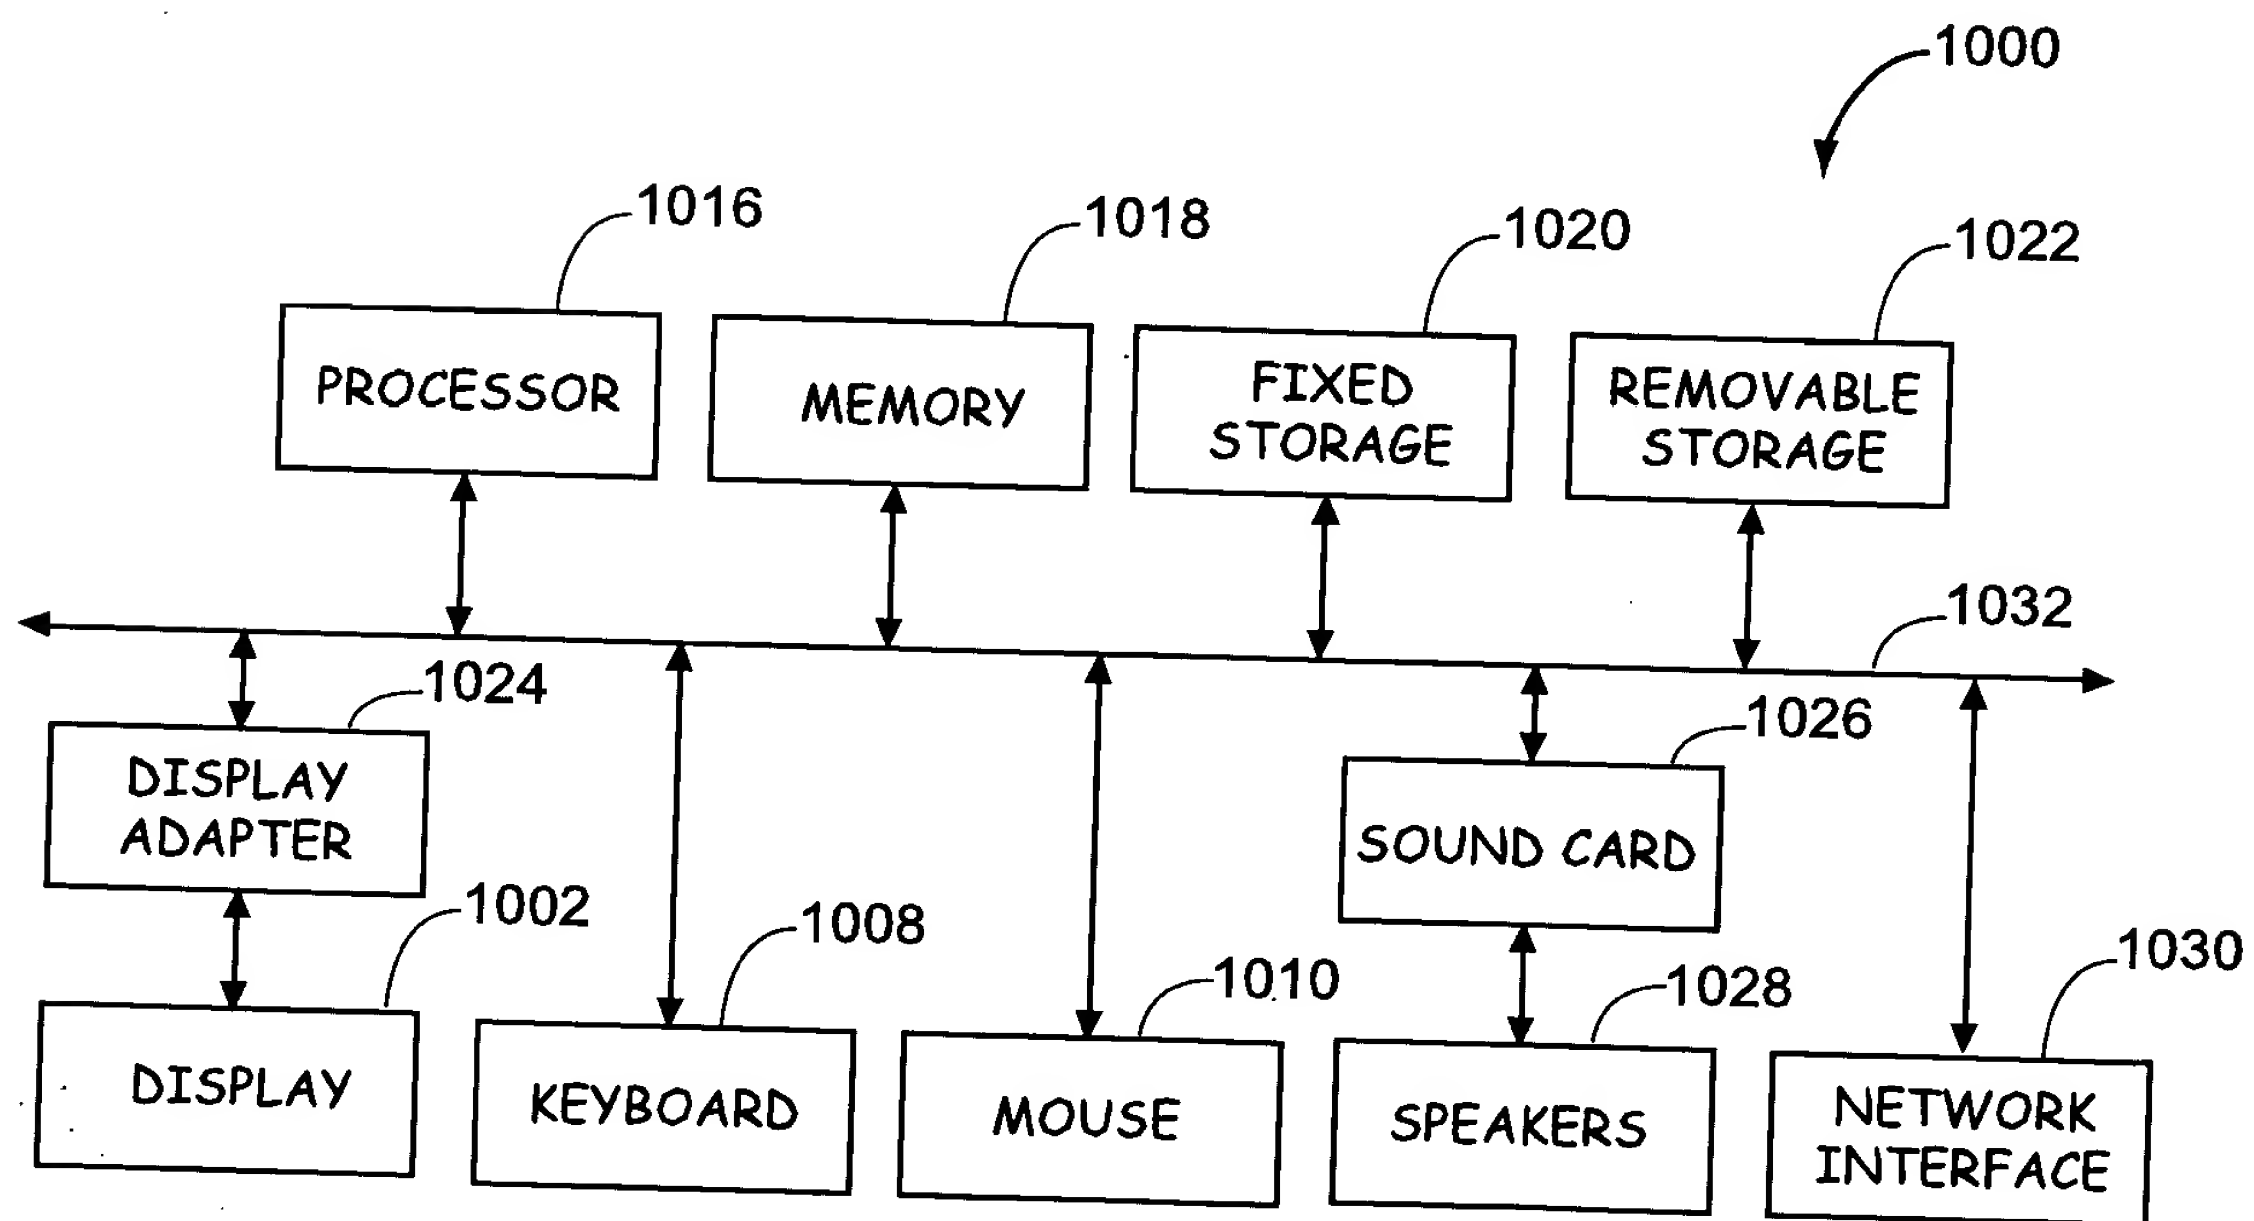 1000
1016
1018
1020
1022
PROCESSOR
MEMORY
FIXED
STORAGE
REMOVABLE
STORAGE
1032
1024
1026
DISPLAY
ADAPTER
SOUND CARD
1002
1008
1010
1028
1030
DISPLAY
KEYBOARD
MOUSE
SPEAKERS
NETWORK
INTERFACE